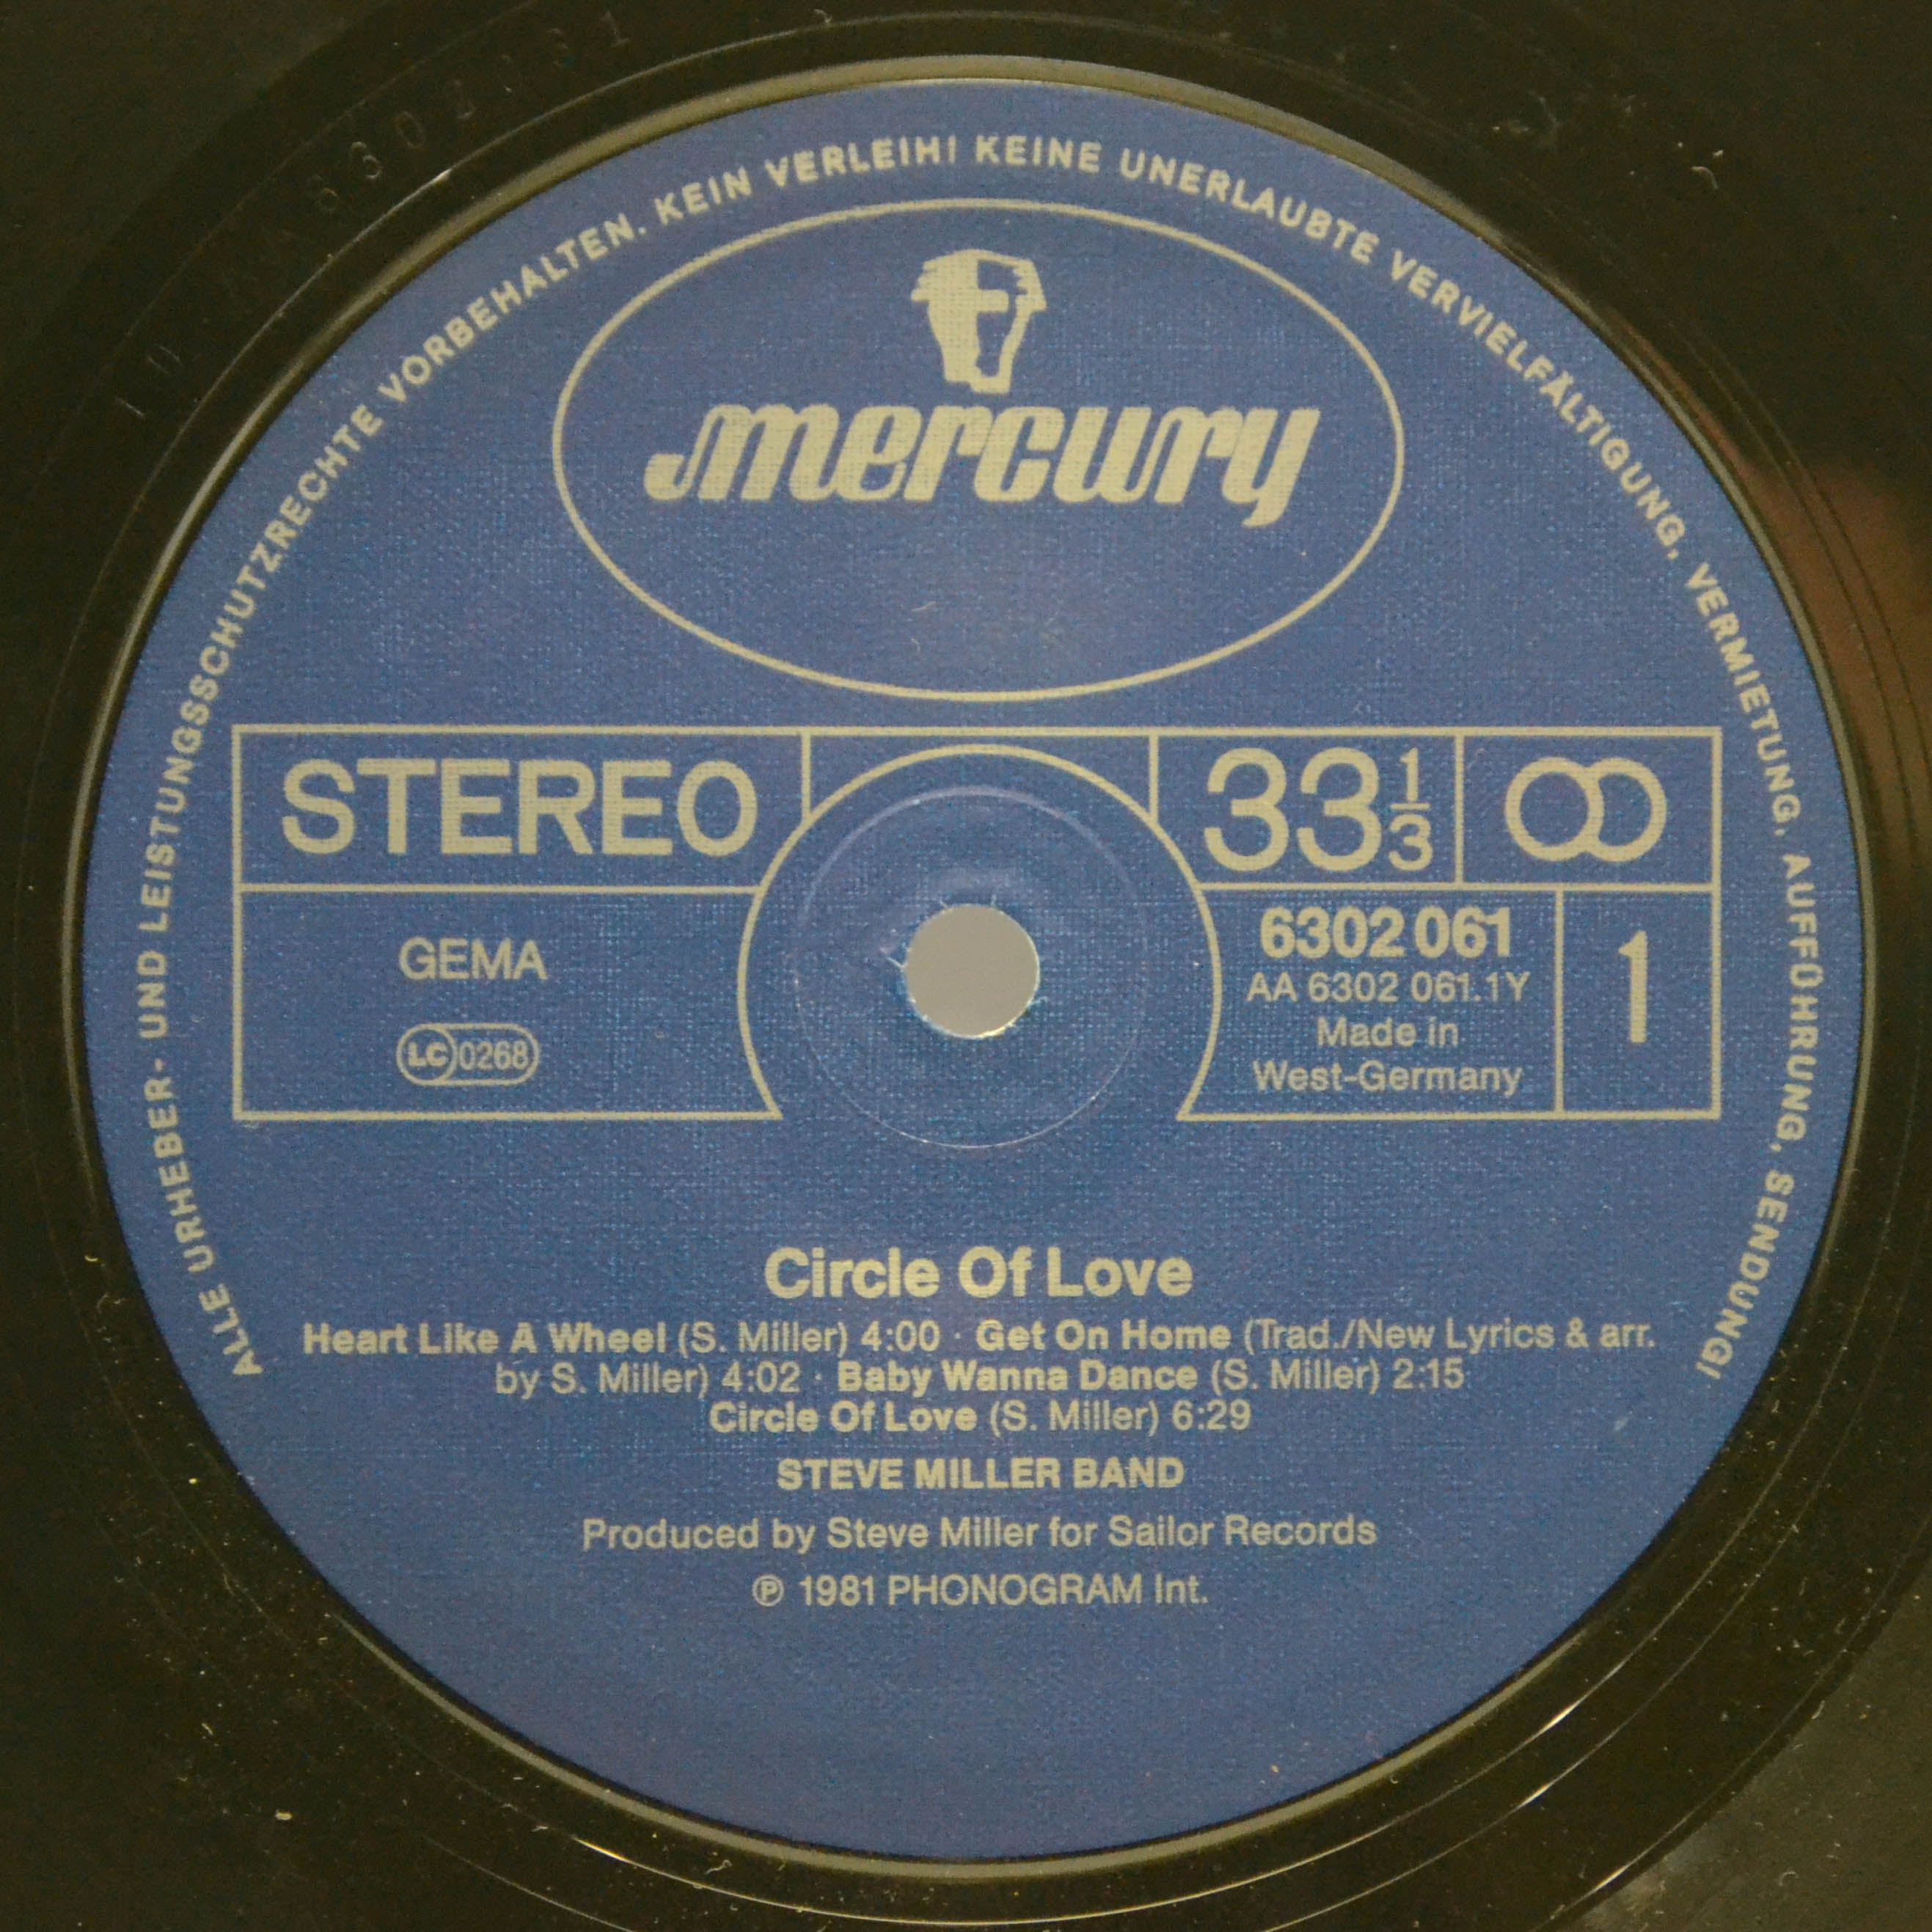 ALLE URHEBER- UND LEISTUNGSSCHUTZRECHTE VORBEHALTEN. KEIN VERLEIH! KEINE UNERLAUBTE VERVIELFÄLTIGUNG, VERMIETUNG, AUFFÜHRUNG, SENDUNG!
mercury
STEREO
33 1/3
GEMA
LC 0268
6302 061
AA 6302 061.1Y
Made in
West-Germany
1
Circle Of Love
Heart Like A Wheel (S. Miller) 4:00 · Get On Home (Trad./New Lyrics & arr.
by S. Miller) 4:02 · Baby Wanna Dance (S. Miller) 2:15
Circle Of Love (S. Miller) 6:29
STEVE MILLER BAND
Produced by Steve Miller for Sailor Records
℗ 1981 PHONOGRAM Int.